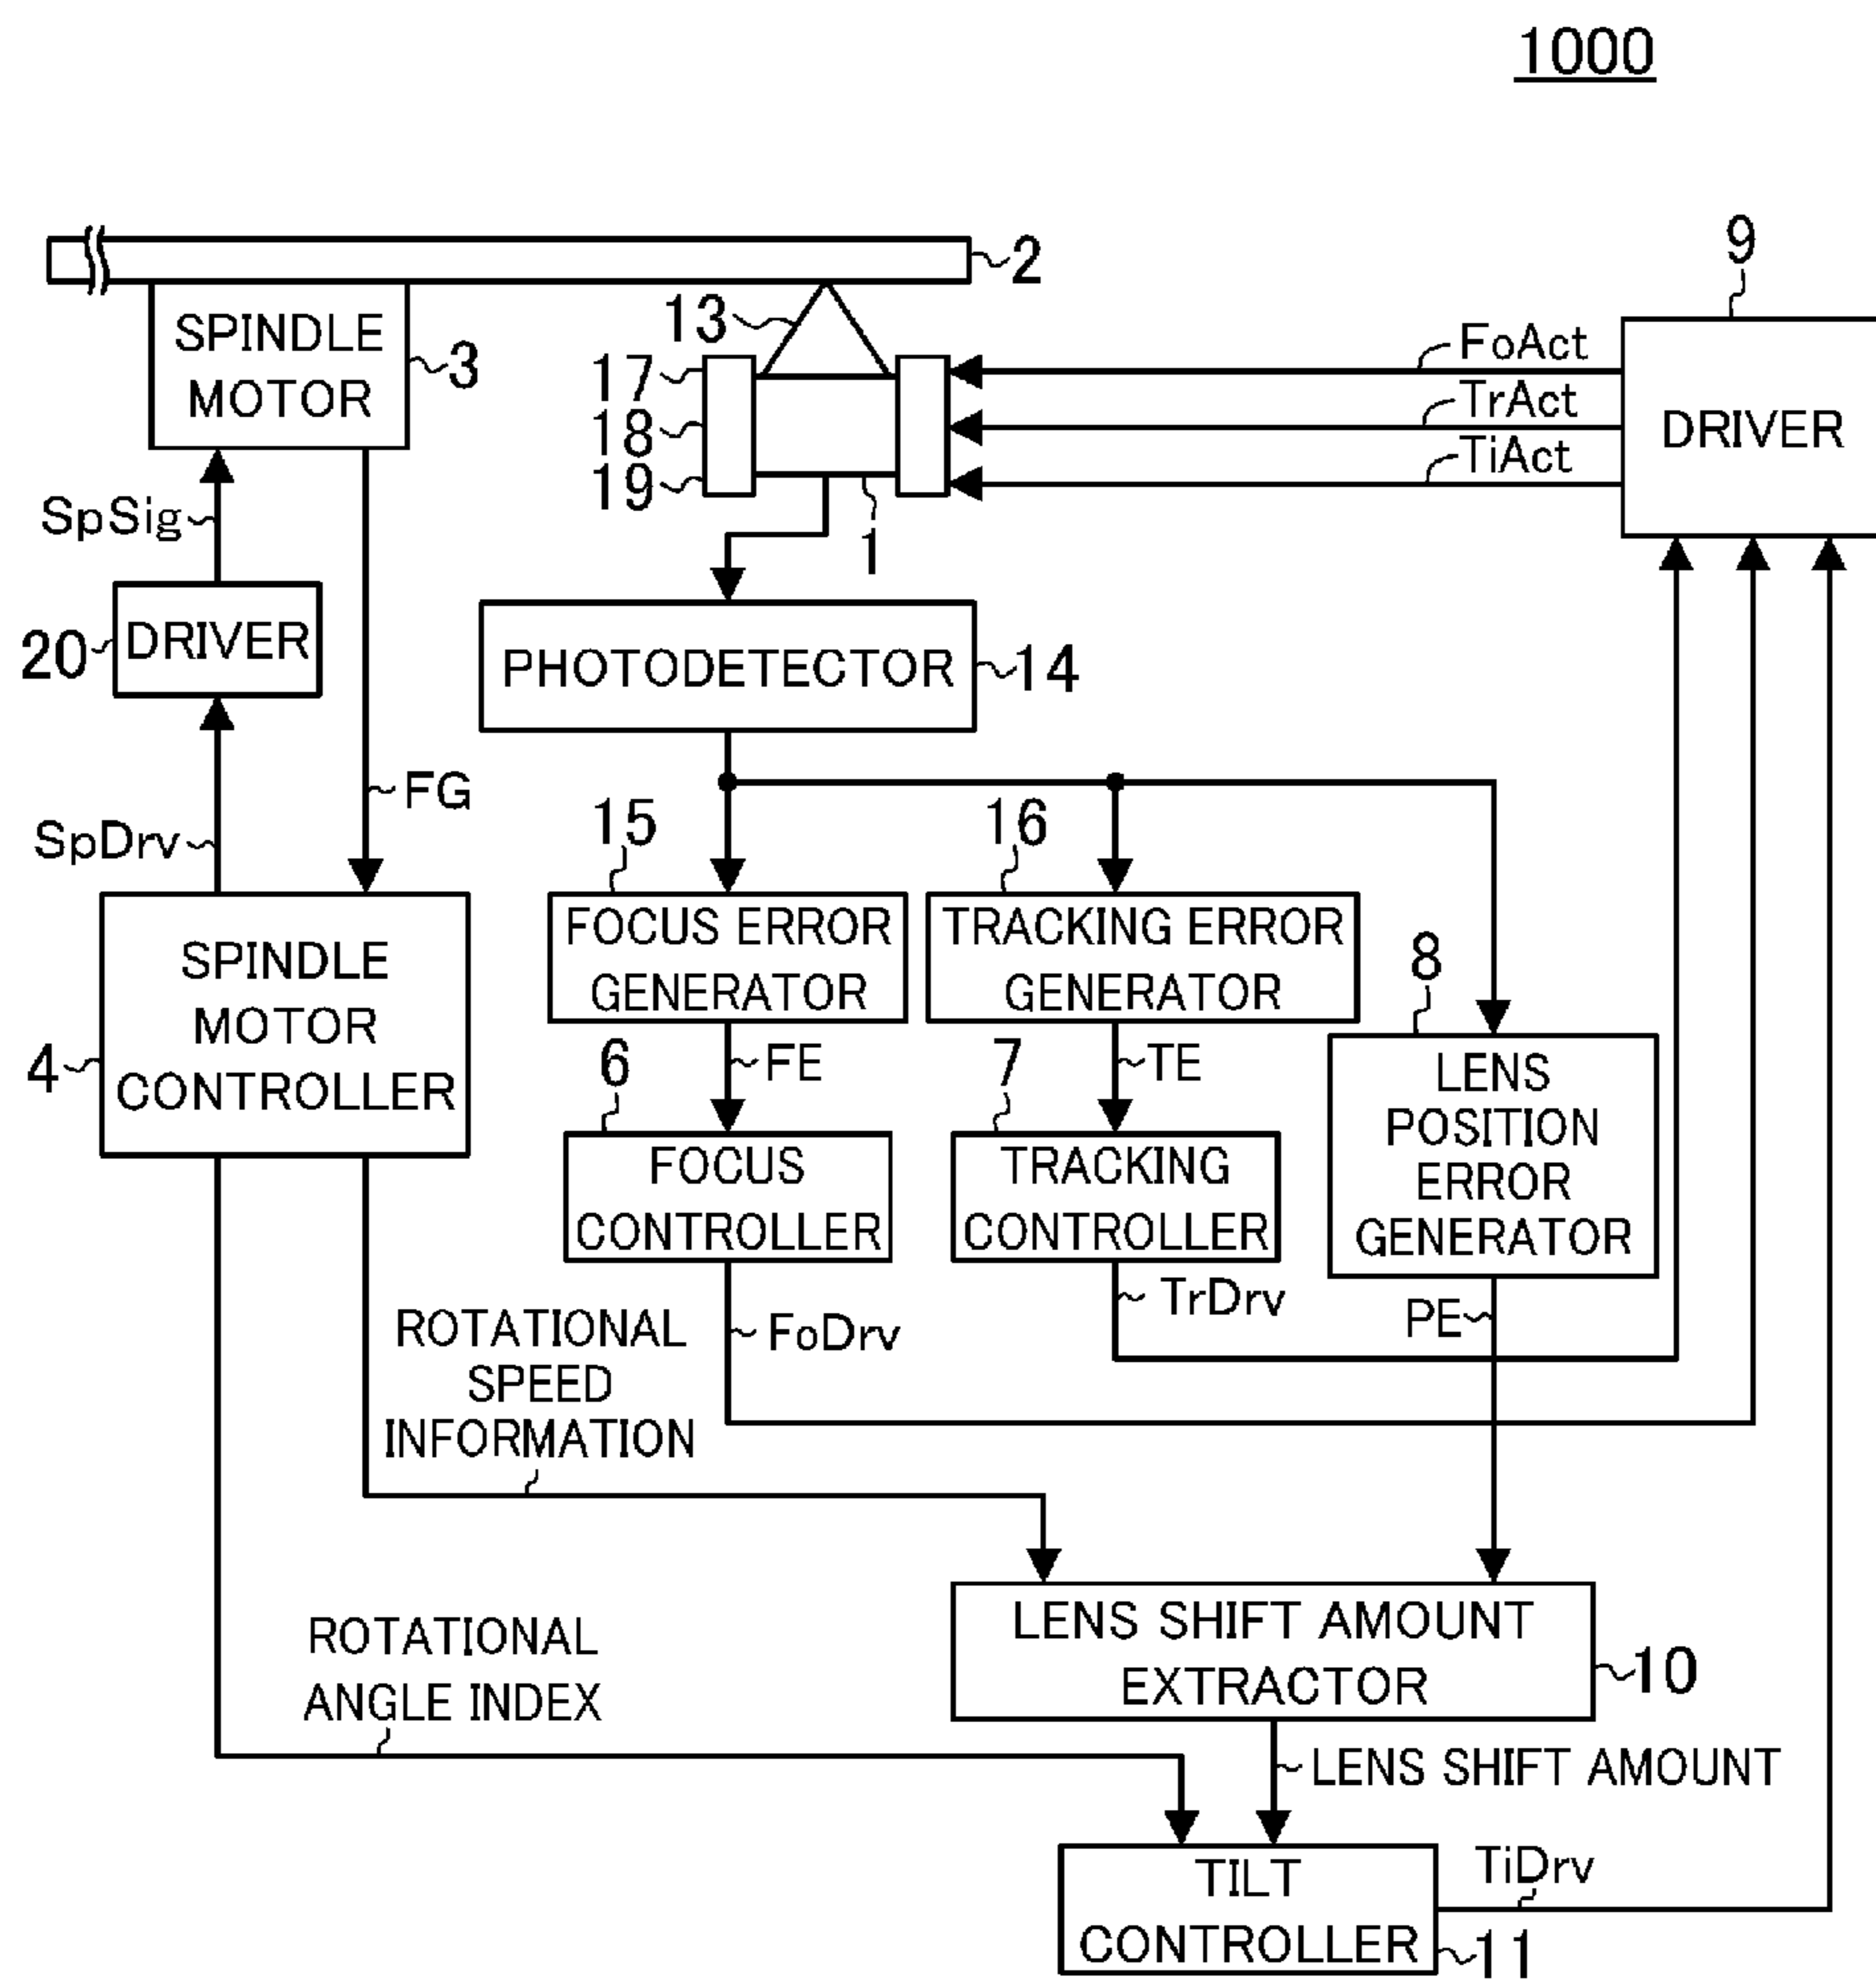 1000
2
9
SPINDLE
MOTOR
3
13
17
18
19
1
FoAct
TrAct
TiAct
DRIVER
SpSig
20
DRIVER
PHOTODETECTOR
14
FG
SpDrv
15
16
FOCUS ERROR
GENERATOR
TRACKING ERROR
GENERATOR
8
SPINDLE
MOTOR
CONTROLLER
4
6
FE
7
TE
LENS
POSITION
ERROR
GENERATOR
FOCUS
CONTROLLER
TRACKING
CONTROLLER
TrDrv
PE
FoDrv
ROTATIONAL
SPEED
INFORMATION
LENS SHIFT AMOUNT
EXTRACTOR
10
ROTATIONAL
ANGLE INDEX
LENS SHIFT AMOUNT
TILT
CONTROLLER
TiDrv
11